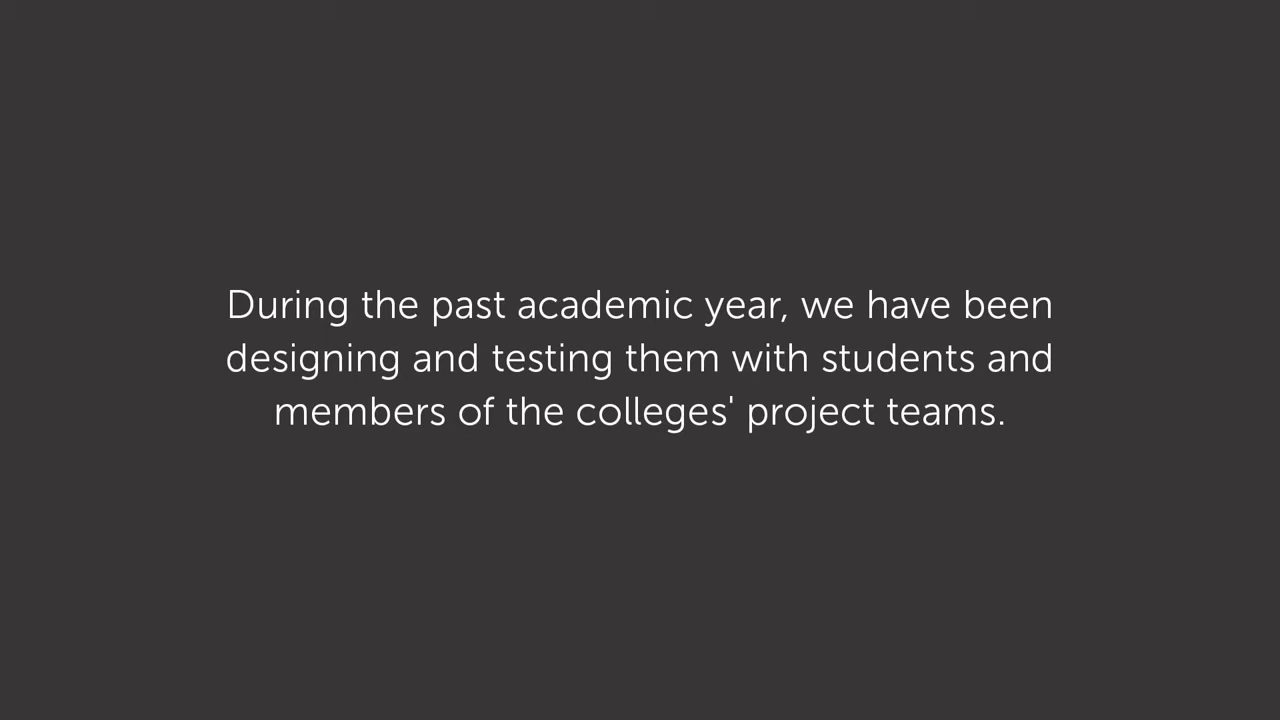 During the past academic year, we have been
designing and testing them with students and
members of the colleges' project teams.